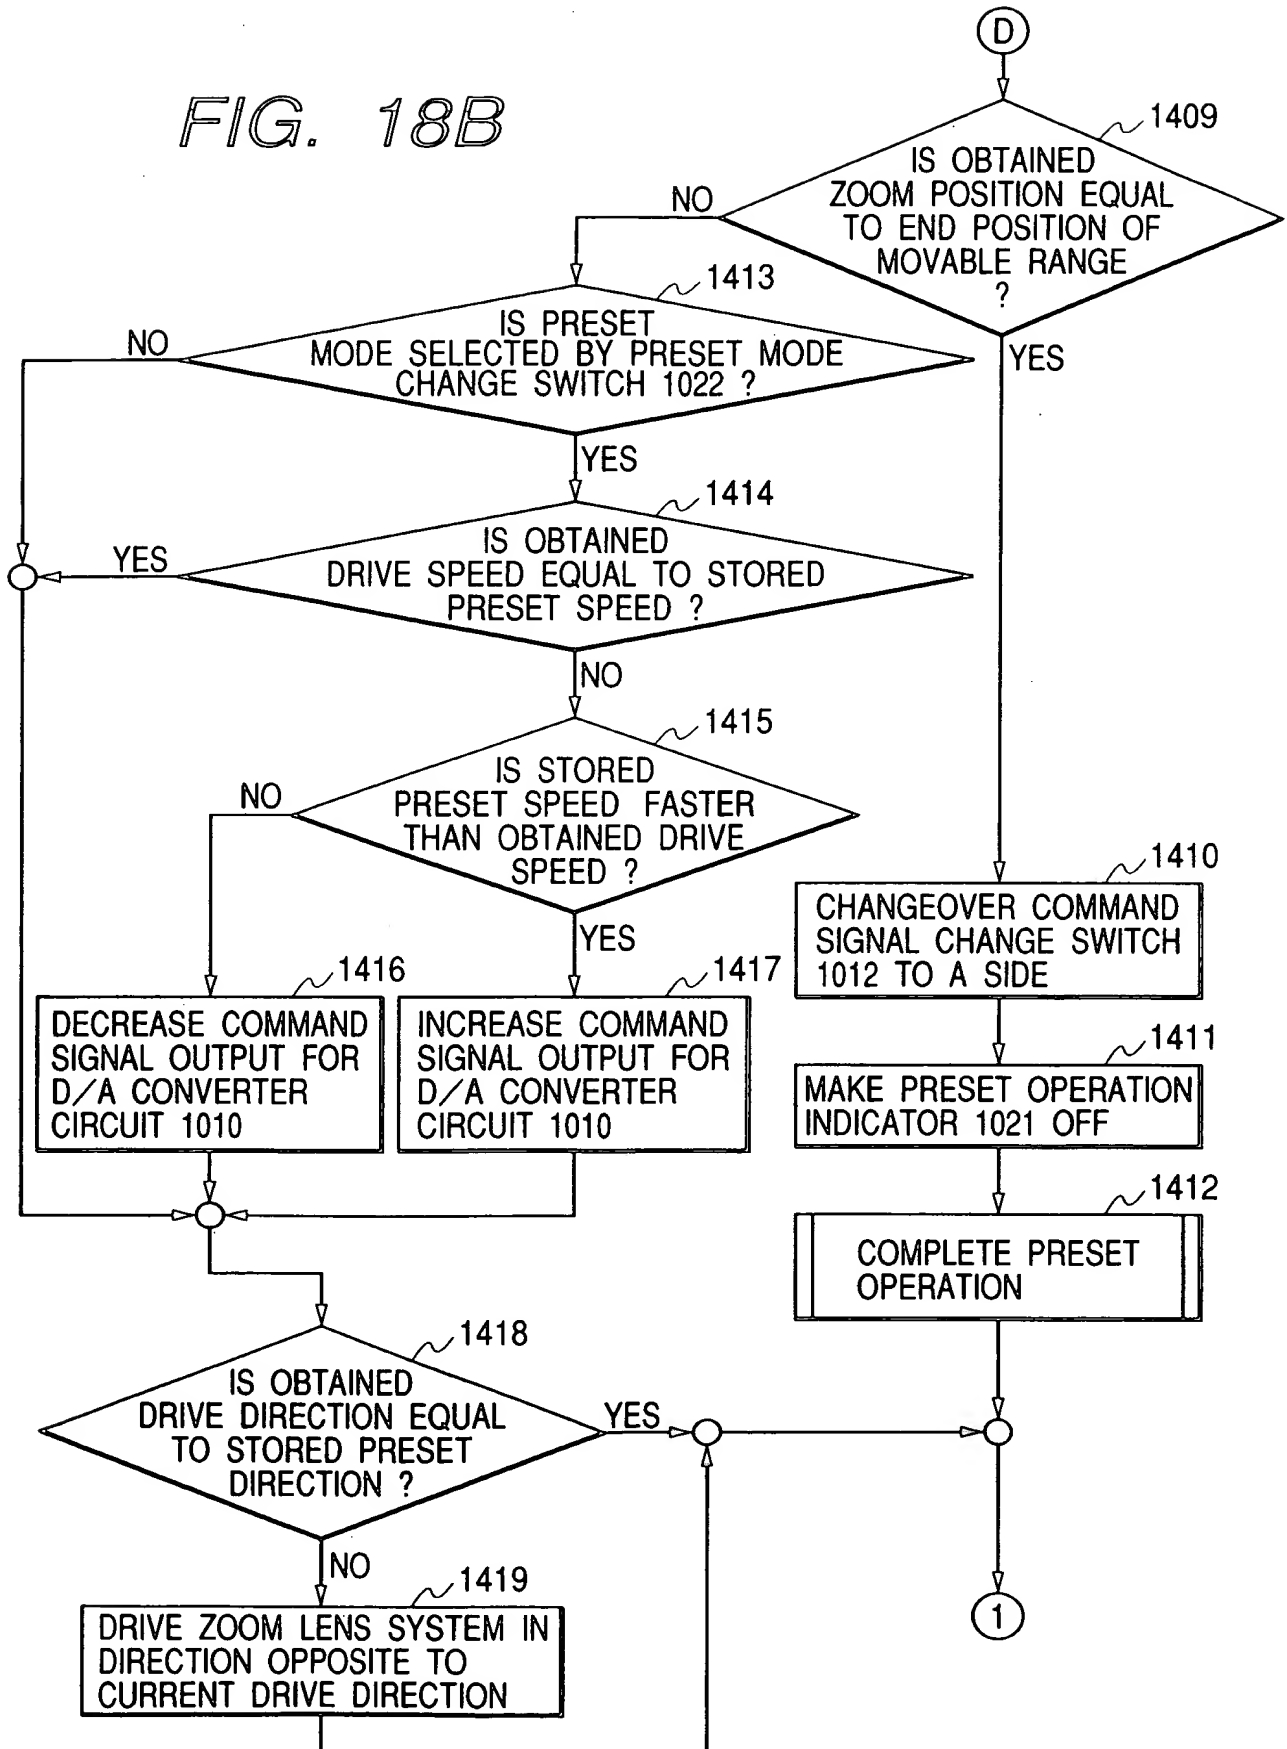 FIG. 18B
D
1409
IS OBTAINED
ZOOM POSITION EQUAL
TO END POSITION OF
MOVABLE RANGE
?
NO
YES
1413
IS PRESET
MODE SELECTED BY PRESET MODE
CHANGE SWITCH 1022 ?
NO
YES
1414
IS OBTAINED
DRIVE SPEED EQUAL TO STORED
PRESET SPEED ?
YES
NO
1415
IS STORED
PRESET SPEED FASTER
THAN OBTAINED DRIVE
SPEED ?
NO
YES
1416
DECREASE COMMAND
SIGNAL OUTPUT FOR
D/A CONVERTER
CIRCUIT 1010
1417
INCREASE COMMAND
SIGNAL OUTPUT FOR
D/A CONVERTER
CIRCUIT 1010
1410
CHANGEOVER COMMAND
SIGNAL CHANGE SWITCH
1012 TO A SIDE
1411
MAKE PRESET OPERATION
INDICATOR 1021 OFF
1412
COMPLETE PRESET
OPERATION
1418
IS OBTAINED
DRIVE DIRECTION EQUAL
TO STORED PRESET
DIRECTION ?
YES
NO
1419
DRIVE ZOOM LENS SYSTEM IN
DIRECTION OPPOSITE TO
CURRENT DRIVE DIRECTION
1